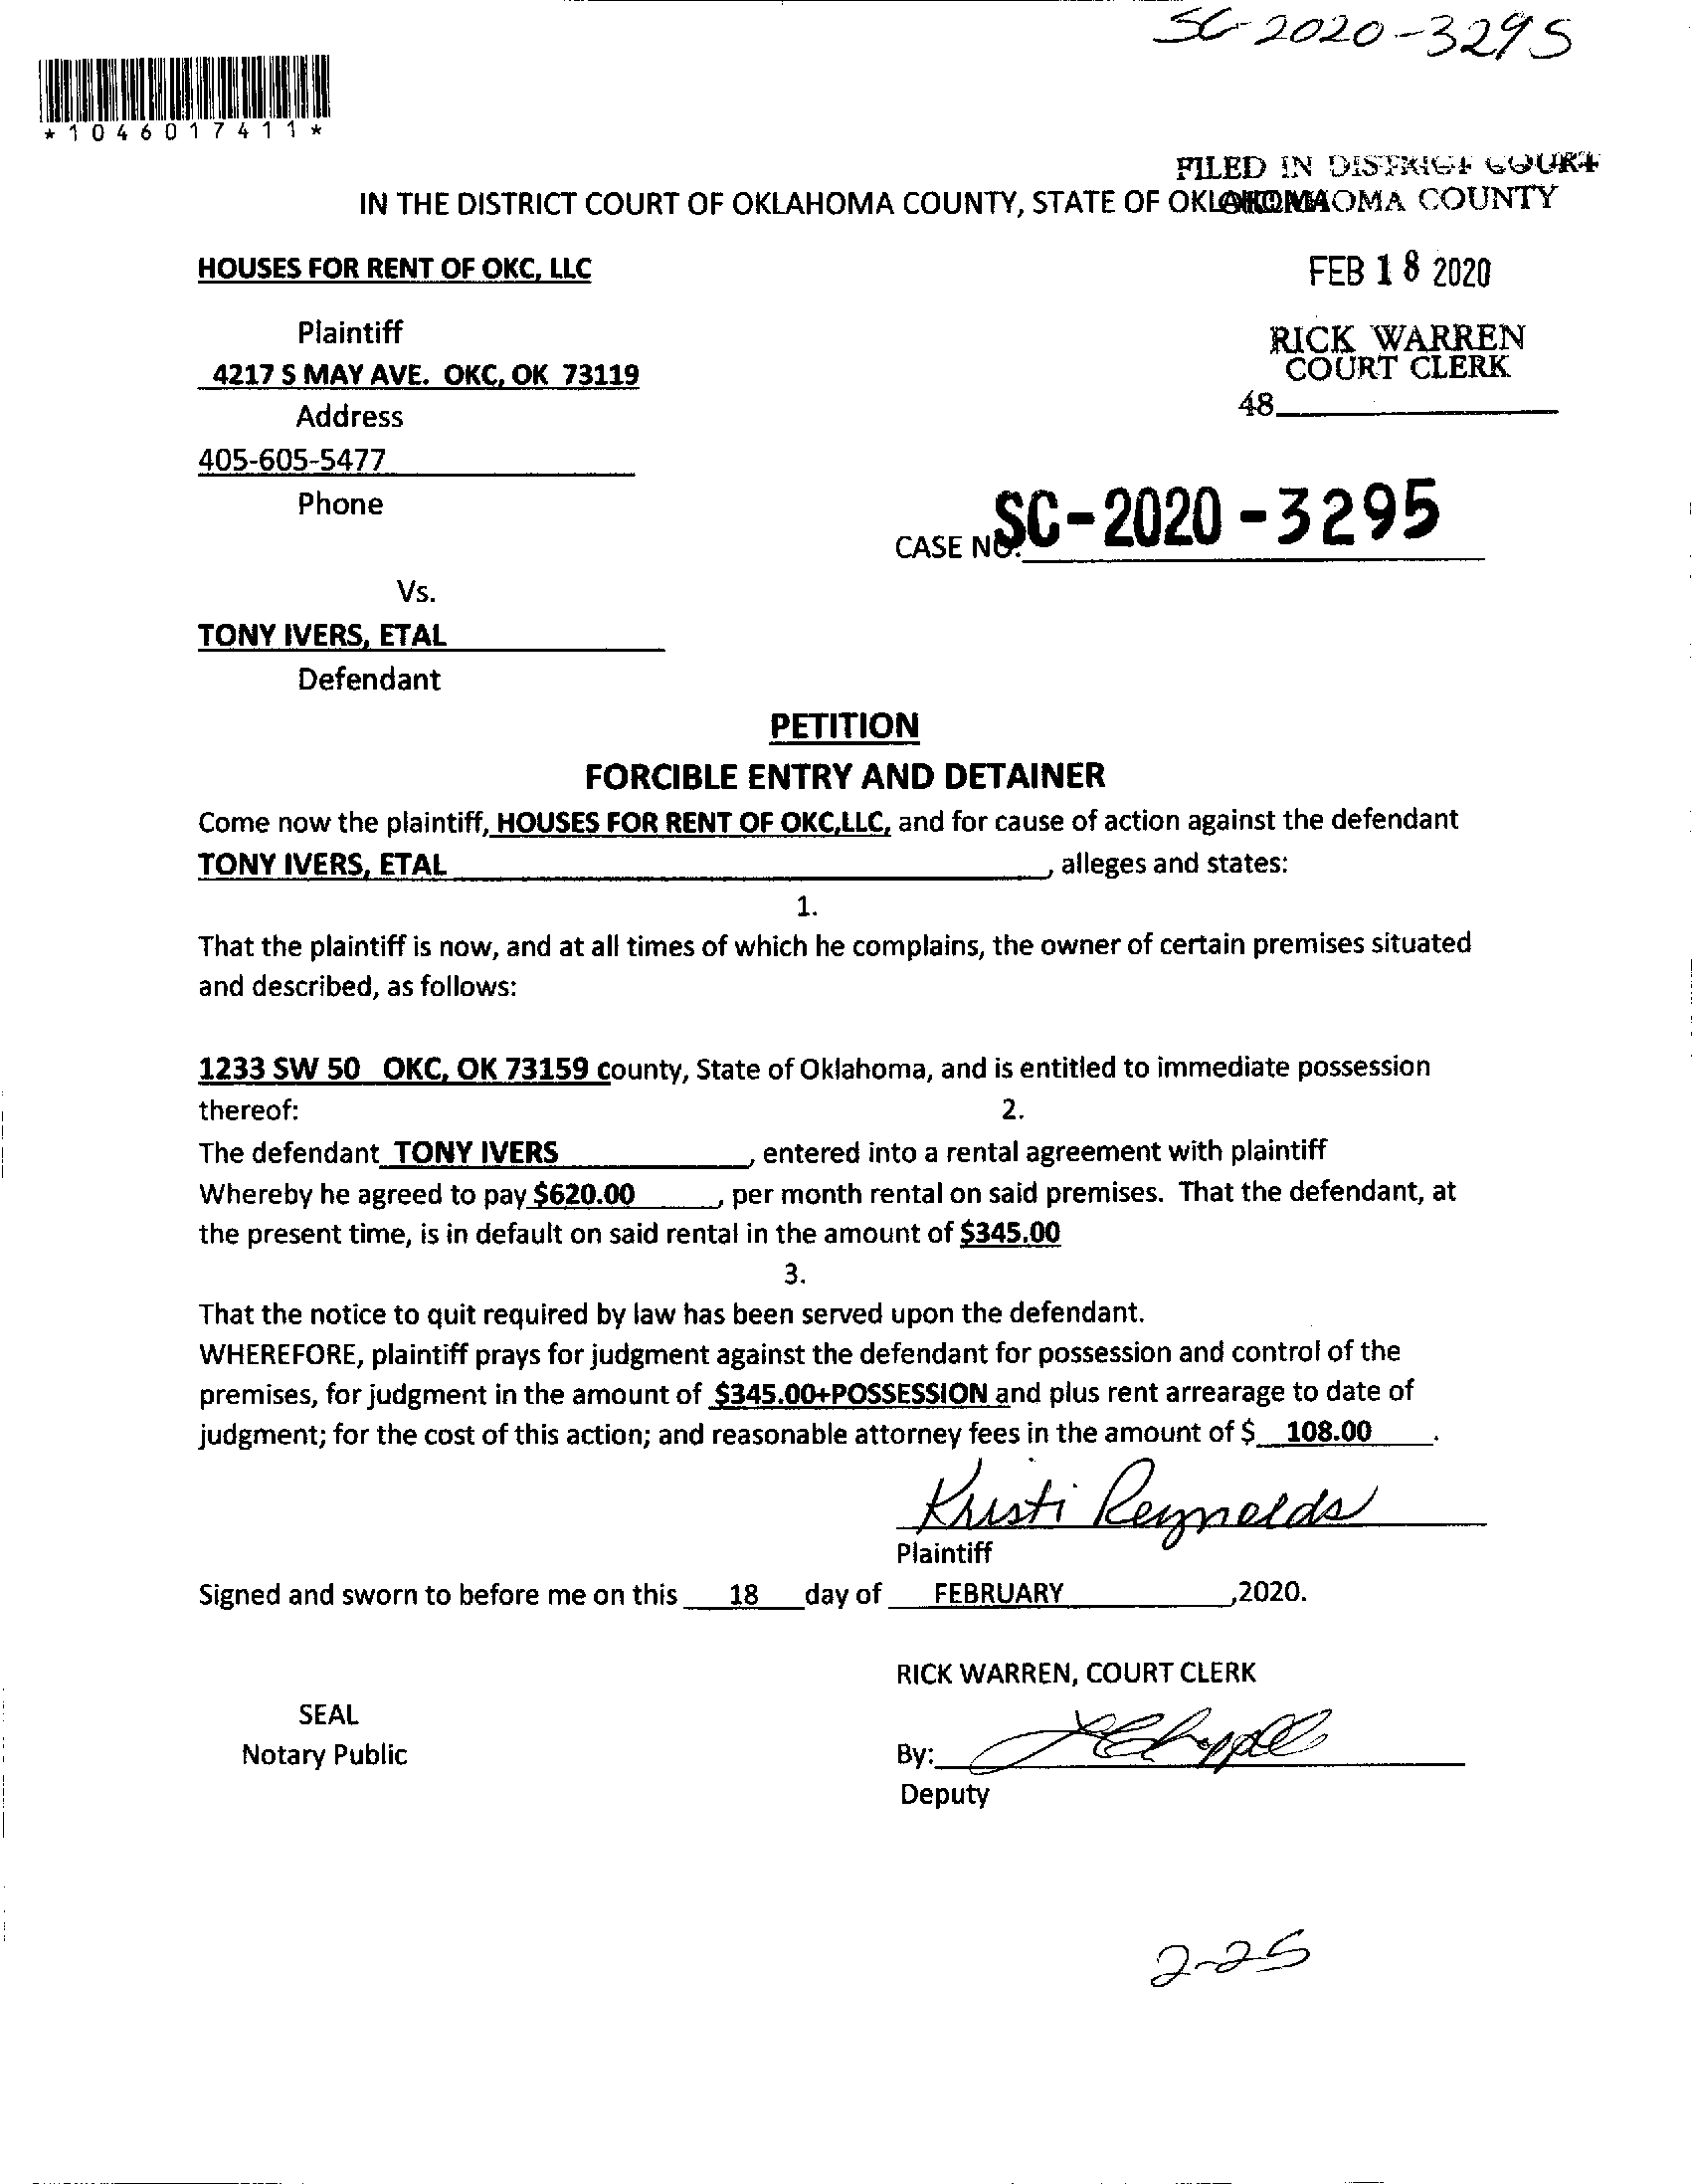 SC-2020-3295
*1046017411*
FILED IN DISTRICT COURT
IN THE DISTRICT COURT OF OKLAHOMA COUNTY, STATE OF OKLAHOMA
OKLAHOMA COUNTY
HOUSES FOR RENT OF OKC, LLC
FEB 18 2020
Plaintiff
RICK WARREN
COURT CLERK
4217 S MAY AVE. OKC, OK 73119
48
Address
405-605-5477
Phone
CASE NO. SC-2020-3295
Vs.
TONY IVERS, ETAL
Defendant
PETITION
FORCIBLE ENTRY AND DETAINER
Come now the plaintiff, HOUSES FOR RENT OF OKC,LLC, and for cause of action against the defendant
TONY IVERS, ETAL, alleges and states:
1.
That the plaintiff is now, and at all times of which he complains, the owner of certain premises situated
and described, as follows:
1233 SW 50 OKC, OK 73159 county, State of Oklahoma, and is entitled to immediate possession
thereof: 2.
The defendant TONY IVERS, entered into a rental agreement with plaintiff
Whereby he agreed to pay $620.00, per month rental on said premises. That the defendant, at
the present time, is in default on said rental in the amount of $345.00
3.
That the notice to quit required by law has been served upon the defendant.
WHEREFORE, plaintiff prays for judgment against the defendant for possession and control of the
premises, for judgment in the amount of $345.00+POSSESSION and plus rent arrearage to date of
judgment; for the cost of this action; and reasonable attorney fees in the amount of $ 108.00.
Kristi Reynolds
Plaintiff
Signed and sworn to before me on this 18 day of FEBRUARY,2020.
RICK WARREN, COURT CLERK
SEAL
Notary Public
By:
Deputy
2-25